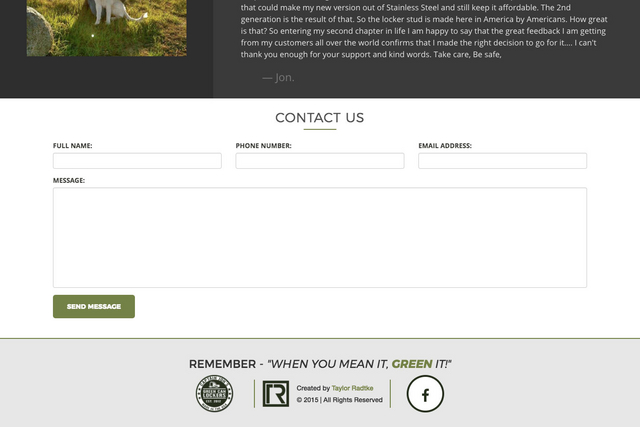 that could make my new version out of Stainless Steel and still keep it affordable. The 2nd
generation is the result of that. So the locker stud is made here in America by Americans. How great
is that? So entering my second chapter in life I am happy to say that the great feedback I am getting
from my customers all over the world confirms that I made the right decision to go for it.... I can't
thank you enough for your support and kind words. Take care, Be safe,
— Jon.
CONTACT US
FULL NAME:
PHONE NUMBER:
EMAIL ADDRESS:
MESSAGE:
SEND MESSAGE
REMEMBER - "WHEN YOU MEAN IT, GREEN IT!"
GREEN CAN
LOCKERS
Created by Taylor Radtke
© 2015 | All Rights Reserved